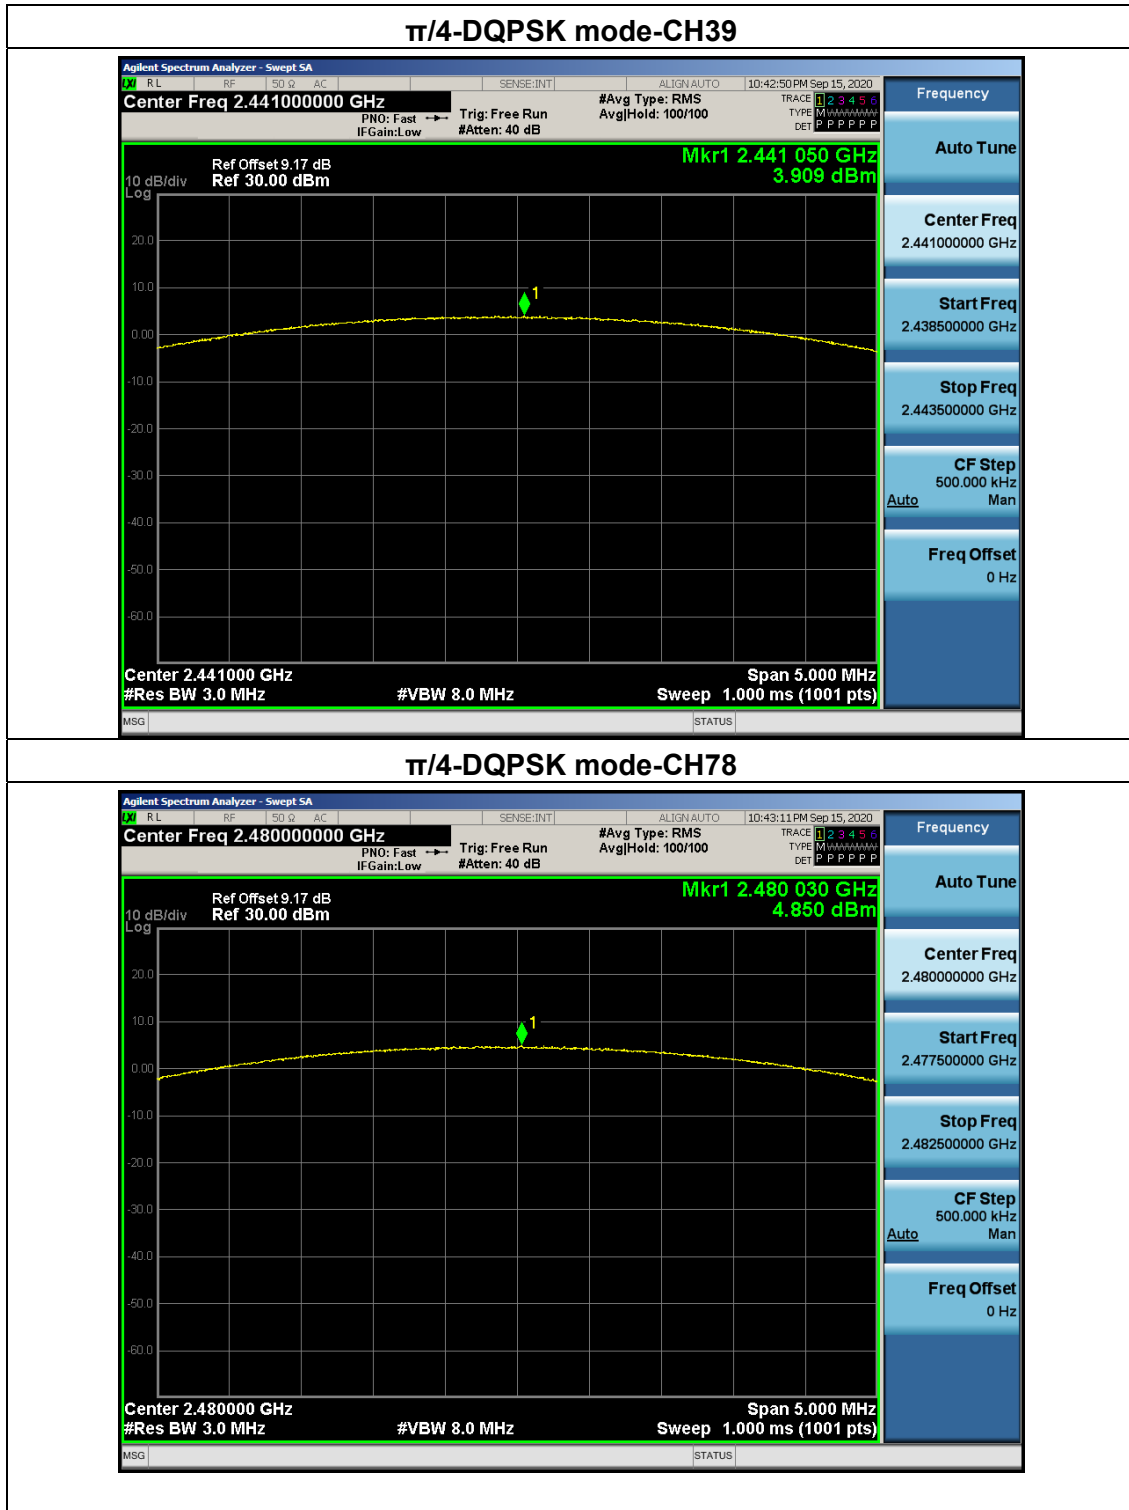 π/4-DQPSK mode-CH39
Agilent Spectrum Analyzer - Swept SA
LXI RL RF 50 Ω AC SENSE:INT ALIGN AUTO 10:42:50 PM Sep 15, 2020
Center Freq 2.441000000 GHz
PNO: Fast
IFGain:Low
Trig: Free Run
#Atten: 40 dB
#Avg Type: RMS
Avg|Hold: 100/100
TRACE 1 2 3 4 5 6
TYPE M
DET P P P P P P
Ref Offset 9.17 dB
10 dB/div Ref 30.00 dBm
Log
Mkr1 2.441 050 GHz
3.909 dBm
20.0
10.0
0.00
-10.0
-20.0
-30.0
-40.0
-50.0
-60.0
1
Center 2.441000 GHz Span 5.000 MHz
#Res BW 3.0 MHz #VBW 8.0 MHz Sweep 1.000 ms (1001 pts)
MSG STATUS
Frequency
Auto Tune
Center Freq
2.441000000 GHz
Start Freq
2.438500000 GHz
Stop Freq
2.443500000 GHz
CF Step
500.000 kHz
Auto Man
Freq Offset
0 Hz
π/4-DQPSK mode-CH78
Agilent Spectrum Analyzer - Swept SA
LXI RL RF 50 Ω AC SENSE:INT ALIGN AUTO 10:43:11 PM Sep 15, 2020
Center Freq 2.480000000 GHz
PNO: Fast
IFGain:Low
Trig: Free Run
#Atten: 40 dB
#Avg Type: RMS
Avg|Hold: 100/100
TRACE 1 2 3 4 5 6
TYPE M
DET P P P P P P
Ref Offset 9.17 dB
10 dB/div Ref 30.00 dBm
Log
Mkr1 2.480 030 GHz
4.850 dBm
20.0
10.0
0.00
-10.0
-20.0
-30.0
-40.0
-50.0
-60.0
1
Center 2.480000 GHz Span 5.000 MHz
#Res BW 3.0 MHz #VBW 8.0 MHz Sweep 1.000 ms (1001 pts)
MSG STATUS
Frequency
Auto Tune
Center Freq
2.480000000 GHz
Start Freq
2.477500000 GHz
Stop Freq
2.482500000 GHz
CF Step
500.000 kHz
Auto Man
Freq Offset
0 Hz